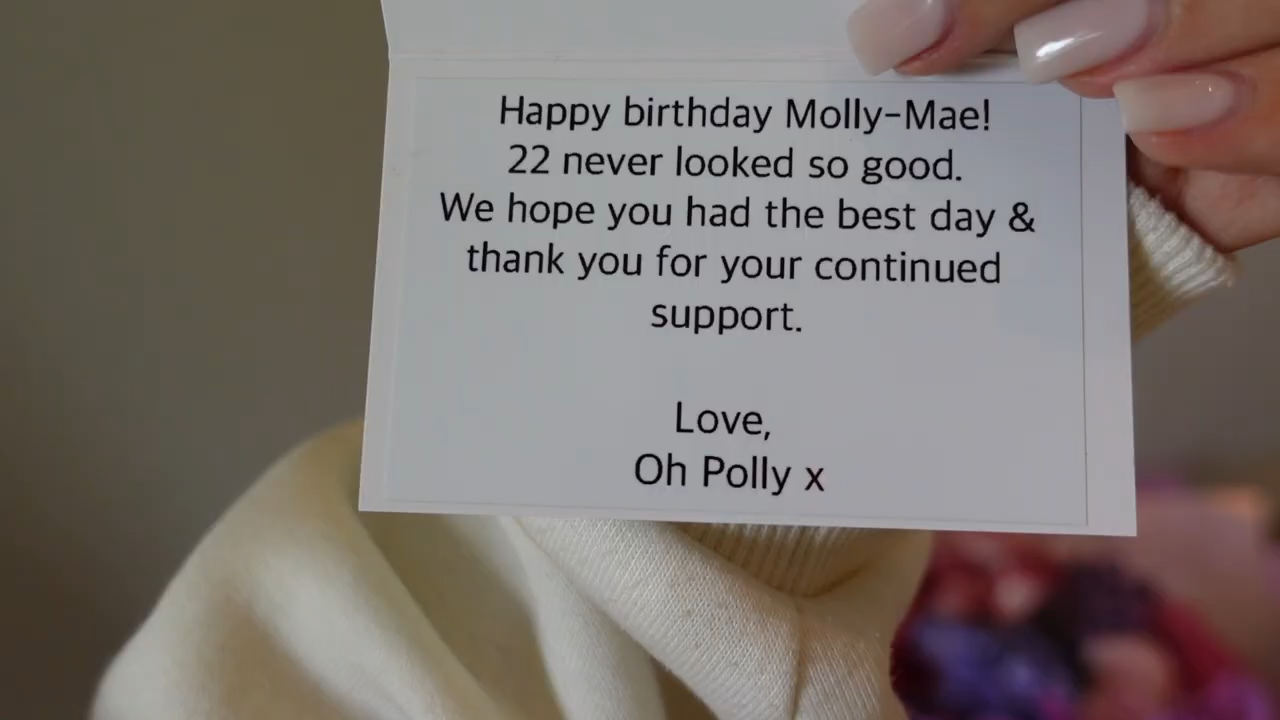 Happy birthday Molly-Mae!
22 never looked so good.
We hope you had the best day &
thank you for your continued
support.
Love,
Oh Polly x